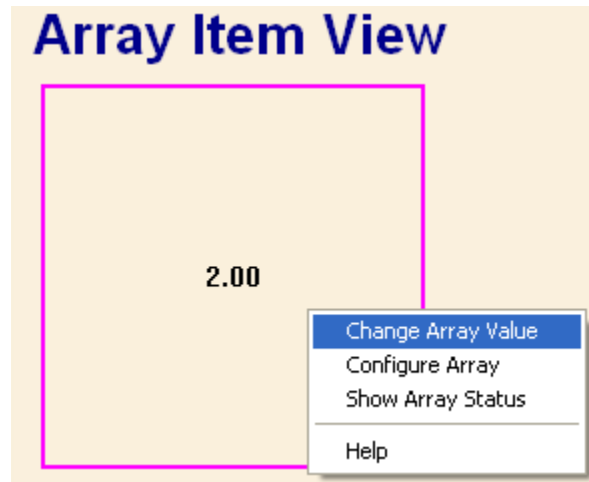 Array Item View
2.00
Change Array Value
Configure Array
Show Array Status
Help